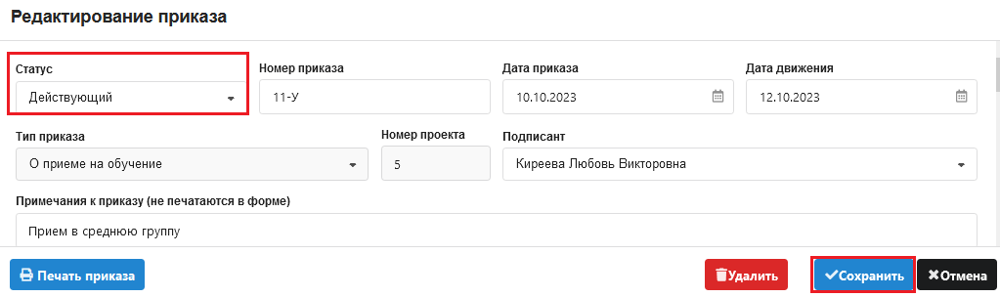 Редактирование приказа
Статус Номер приказа Дата приказа Дата движения
Действующий 11-У 10.10.2023 12.10.2023
Тип приказа Номер проекта Подписант
О приеме на обучение 5 Киреева Любовь Викторовна
Примечания к приказу (не печатаются в форме)
Прием в среднюю группу
Печать приказа Удалить Сохранить Отмена